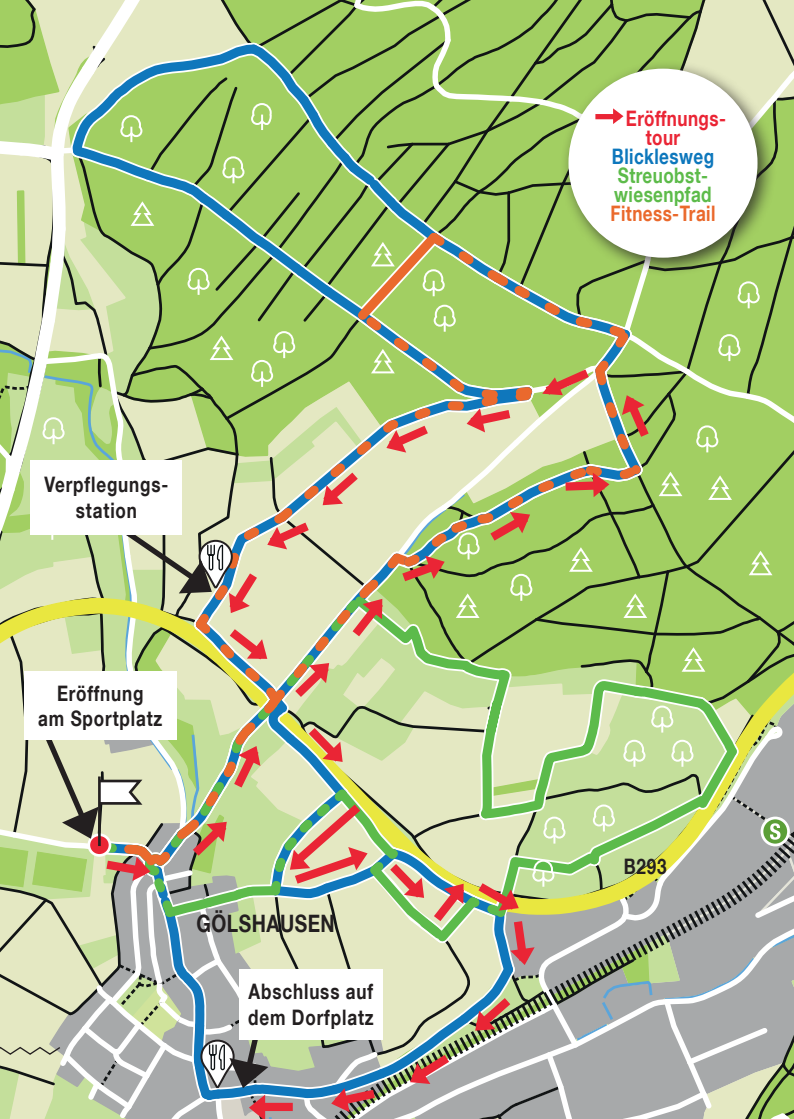 Eröffnungs-
tour
Blicklesweg
Streuobst-
wiesenpfad
Fitness-Trail
Verpflegungs-
station
Eröffnung
am Sportplatz
S
B293
GÖLSHAUSEN
Abschluss auf
dem Dorfplatz